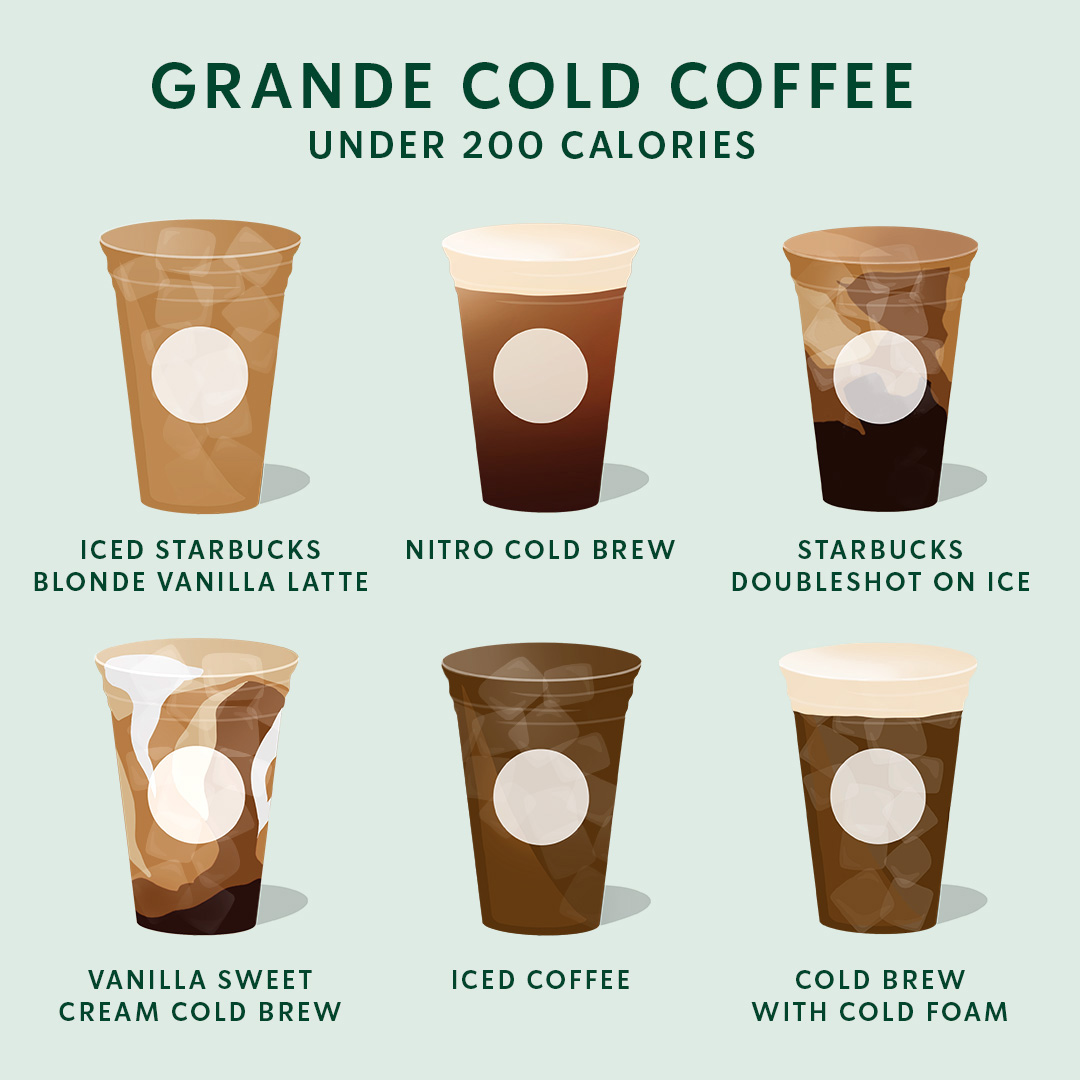 GRANDE COLD COFFEE
UNDER 200 CALORIES
ICED STARBUCKS
BLONDE VANILLA LATTE
NITRO COLD BREW
STARBUCKS
DOUBLESHOT ON ICE
VANILLA SWEET
CREAM COLD BREW
ICED COFFEE
COLD BREW
WITH COLD FOAM